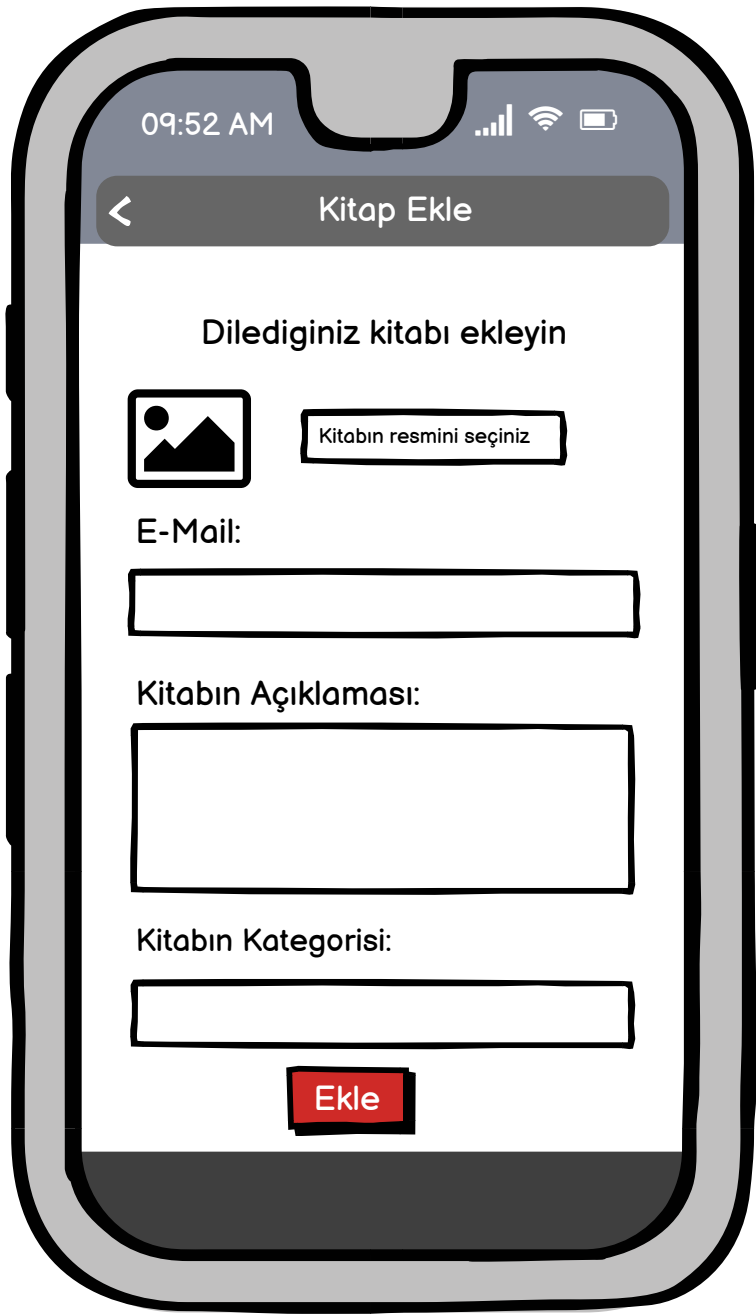 09:52 AM
Kitap Ekle
Dilediginiz kitabı ekleyin
Kitabın resmini seçiniz
E-Mail:
Kitabın Açıklaması:
Kitabın Kategorisi:
Ekle